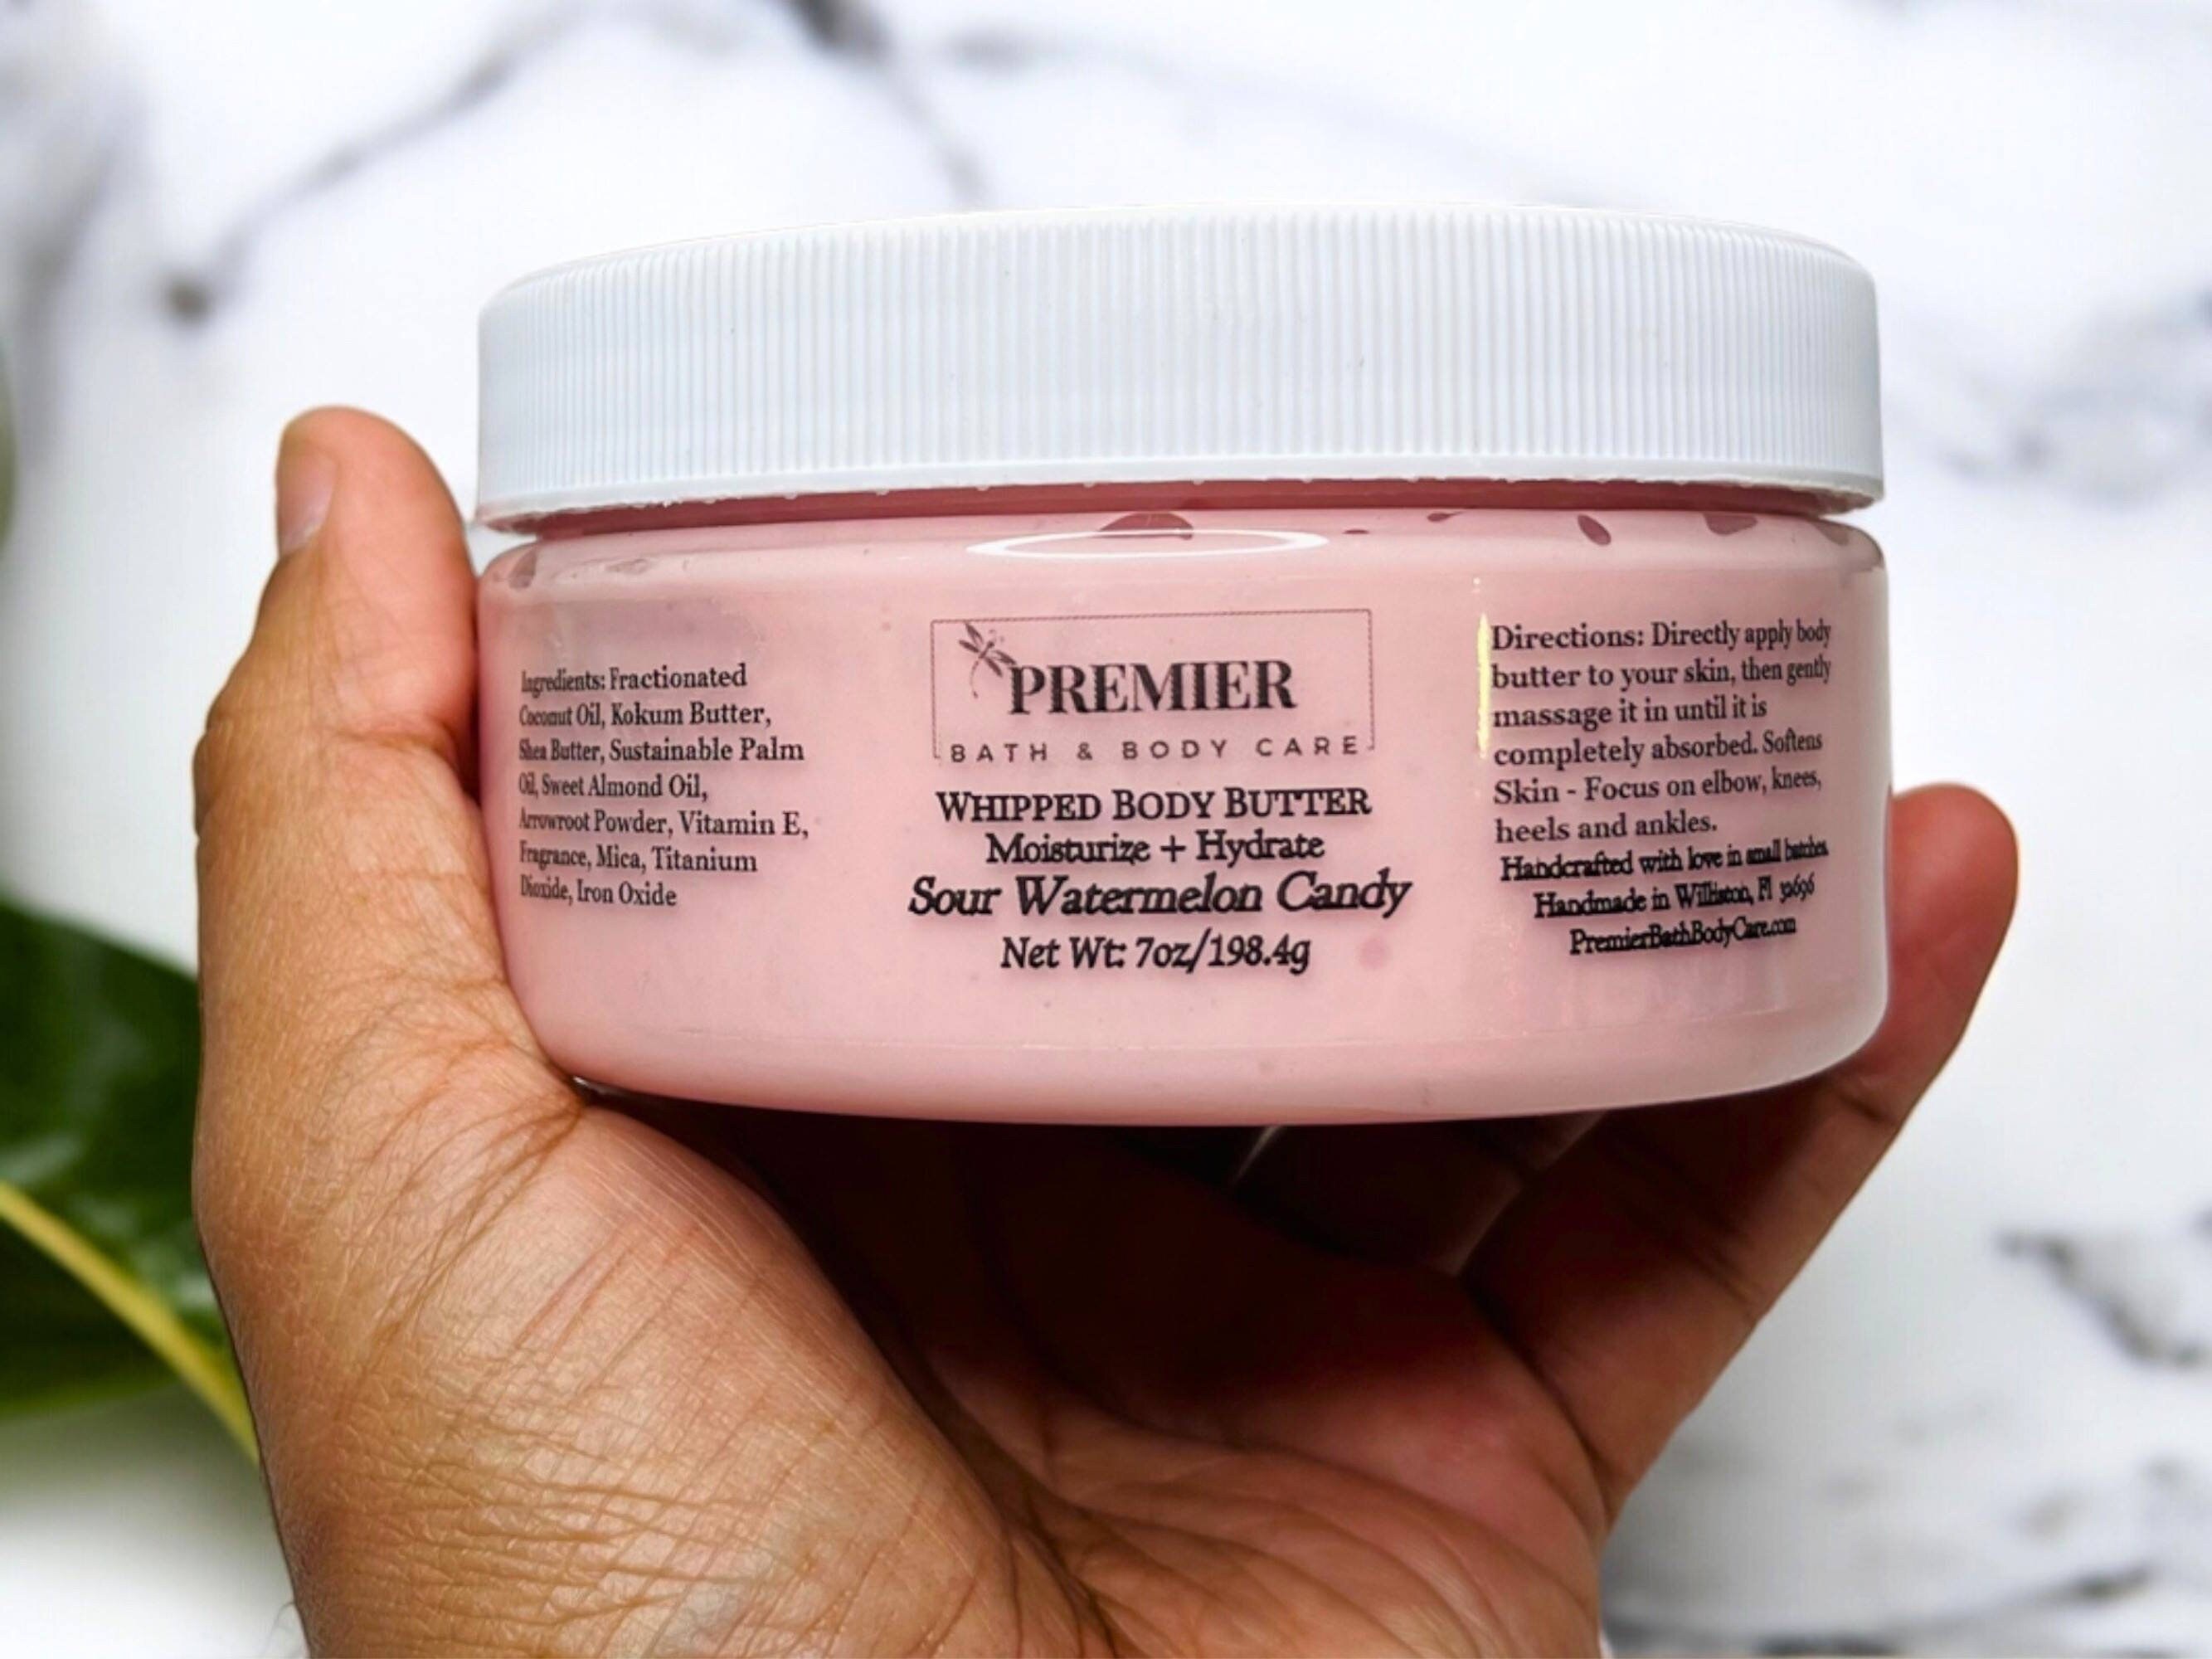 Ingredients: Fractionated
Coconut Oil, Kokum Butter,
Shea Butter, Sustainable Palm
Oil, Sweet Almond Oil,
Arrowroot Powder, Vitamin E,
Fragrance, Mica, Titanium
Dioxide, Iron Oxide
PREMIER
BATH & BODY CARE
WHIPPED BODY BUTTER
Moisturize + Hydrate
Sour Watermelon Candy
Net Wt: 7oz/198.4g
Directions: Directly apply body
butter to your skin, then gently
massage it in until it is
completely absorbed. Softens
Skin - Focus on elbow, knees,
heels and ankles.
Handcrafted with love in small batches
Handmade in Williston, Fl 32696
PremierBathBodyCare.com